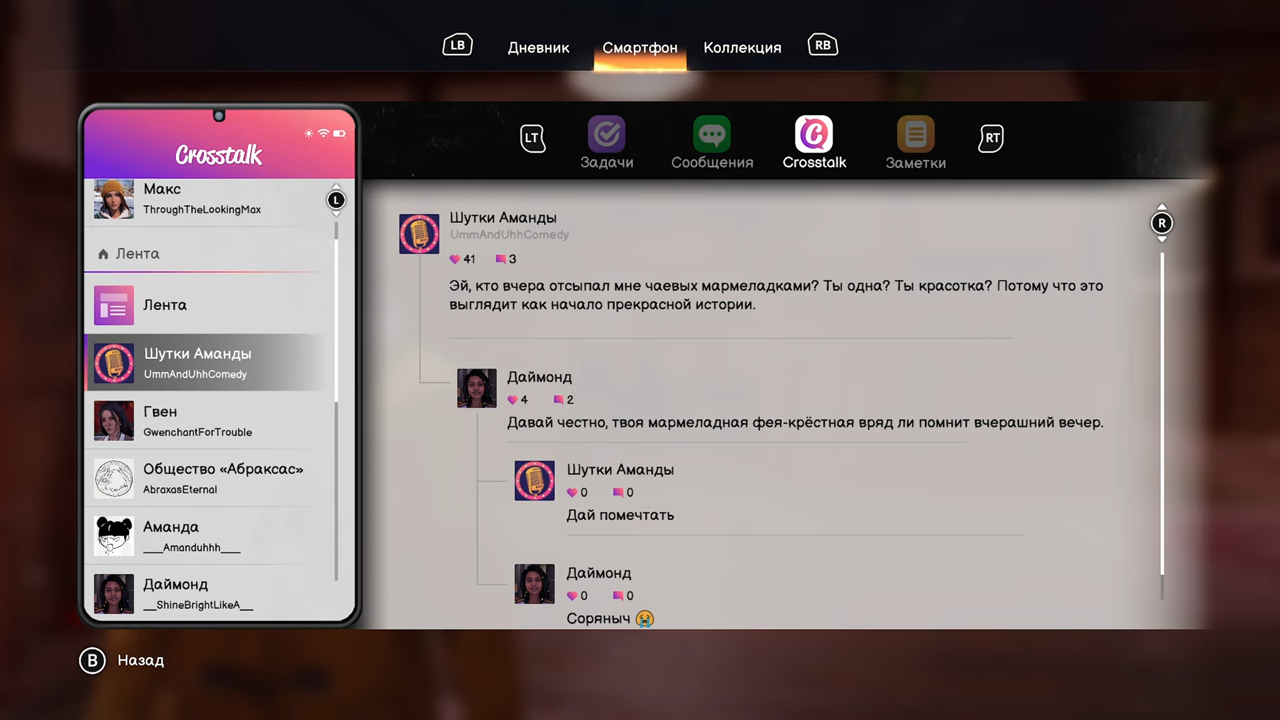 LB Дневник Смартфон Коллекция RB
Crosstalk
Макс
ThroughTheLookingMax
L
Лента
Лента
Шутки Аманды
UmmAndUhhComedy
Гвен
GwenchantForTrouble
Общество «Абраксас»
AbraxasEternal
Аманда
___Amanduhhh___
Даймонд
__ShineBrightLikeA__
LT Задачи Сообщения Crosstalk Заметки RT
R
Шутки Аманды
UmmAndUhhComedy
41 3
Эй, кто вчера отсыпал мне чаевых мармеладками? Ты одна? Ты красотка? Потому что это
выглядит как начало прекрасной истории.
Даймонд
4 2
Давай честно, твоя мармеладная фея-крёстная вряд ли помнит вчерашний вечер.
Шутки Аманды
0 0
Дай помечтать
Даймонд
0 0
Соряныч 😭
B Назад